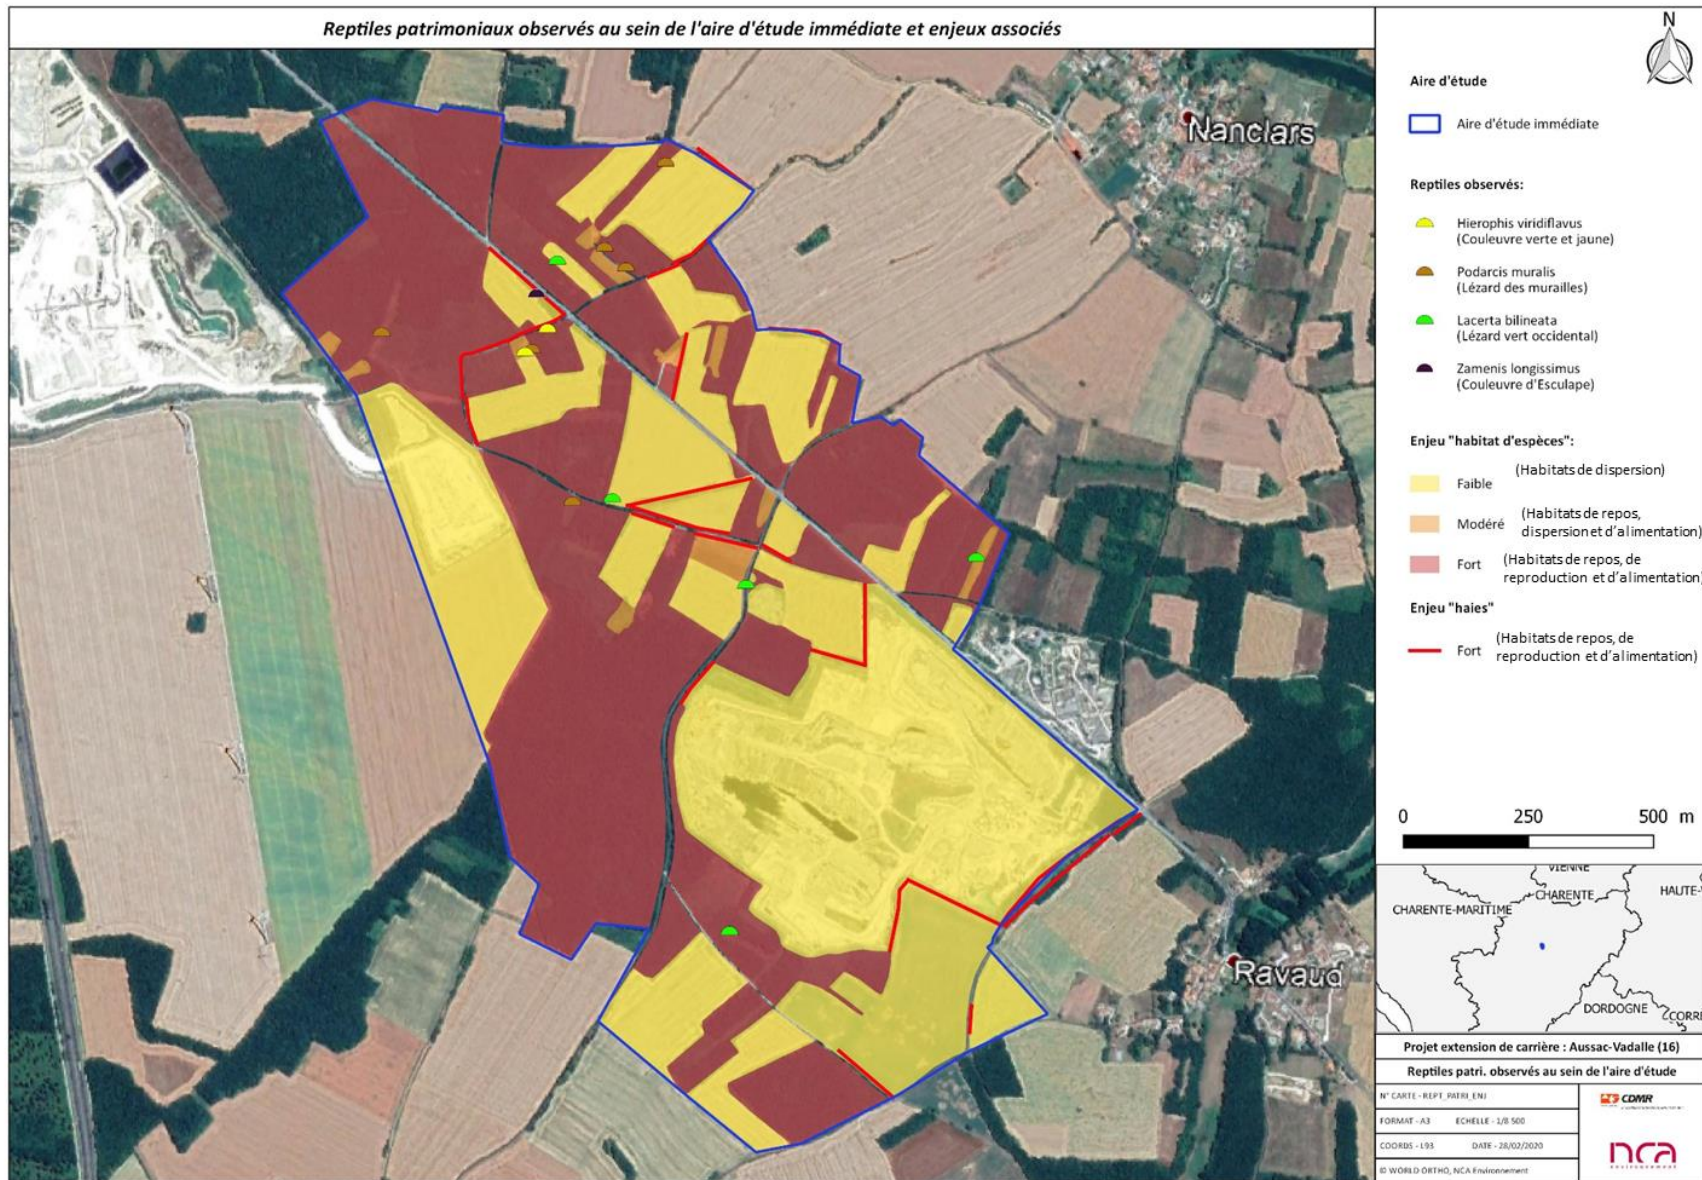 Reptiles patrimoniaux observés au sein de l'aire d'étude immédiate et enjeux associés
N
Nanclars
Ravaud
Aire d'étude
Aire d'étude immédiate
Reptiles observés:
Hierophis viridiflavus
(Couleuvre verte et jaune)
Podarcis muralis
(Lézard des murailles)
Lacerta bilineata
(Lézard vert occidental)
Zamenis longissimus
(Couleuvre d'Esculape)
Enjeu "habitat d'espèces":
Faible (Habitats de dispersion)
Modéré (Habitats de repos,
dispersion et d'alimentation)
Fort (Habitats de repos, de
reproduction et d'alimentation)
Enjeu "haies"
Fort (Habitats de repos, de
reproduction et d'alimentation)
0 250 500 m
VIENNE
CHARENTE
HAUTE-V
CHARENTE-MARITIME
DORDOGNE
CORRE
Projet extension de carrière : Aussac-Vadalle (16)
Reptiles patri. observés au sein de l'aire d'étude
N° CARTE - REPT_PATRI_ENJ
FORMAT - A3 ECHELLE - 1/8 500
COORDS - L93 DATE - 28/02/2020
© WORLD ORTHO, NCA Environnement
CDMR
nca
environnement